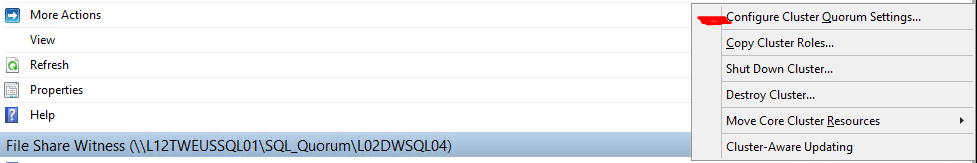 More Actions
View
Refresh
Properties
Help
File Share Witness (\\L12TWEUSSQL01\SQL_Quorum\L02DWSQL04)
Configure Cluster Quorum Settings...
Copy Cluster Roles...
Shut Down Cluster...
Destroy Cluster...
Move Core Cluster Resources
Cluster-Aware Updating